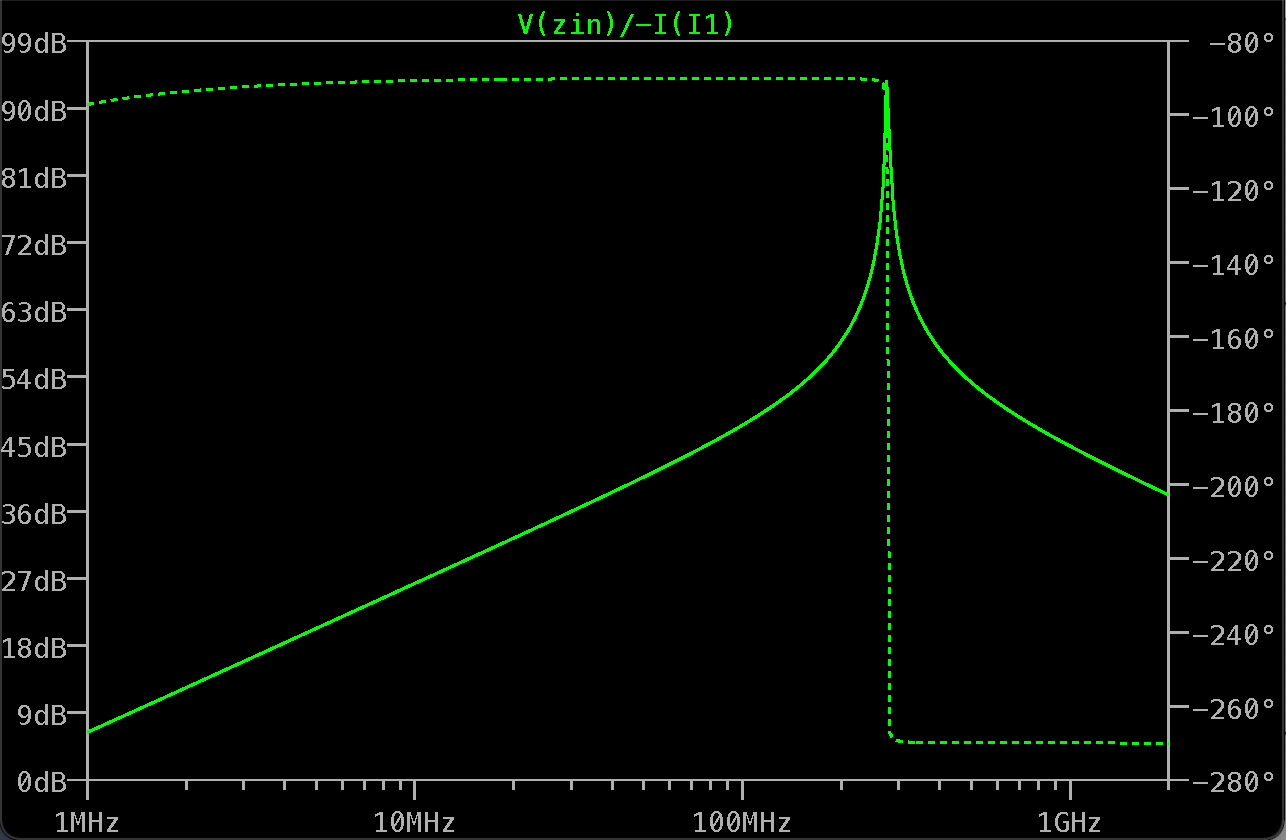 V(zin)/-I(I1)
99dB
90dB
81dB
72dB
63dB
54dB
45dB
36dB
27dB
18dB
9dB
0dB
-80°
-100°
-120°
-140°
-160°
-180°
-200°
-220°
-240°
-260°
-280°
1MHz 10MHz 100MHz 1GHz